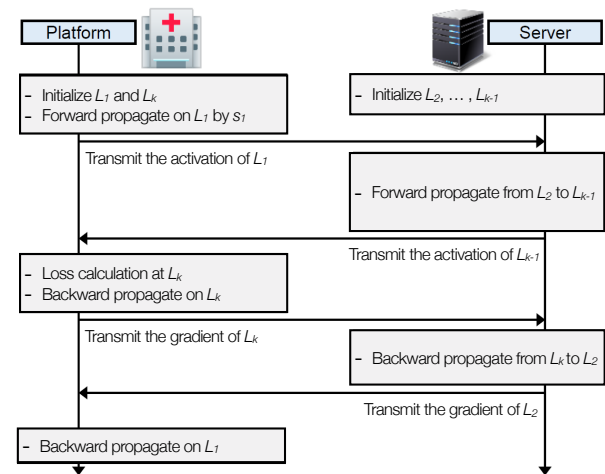 Platform
Server
- Initialize L1 and Lk
- Forward propagate on L1 by s1
- Initialize L2, ... , Lk-1
Transmit the activation of L1
- Forward propagate from L2 to Lk-1
Transmit the activation of Lk-1
- Loss calculation at Lk
- Backward propagate on Lk
Transmit the gradient of Lk
- Backward propagate from Lk to L2
Transmit the gradient of L2
- Backward propagate on L1